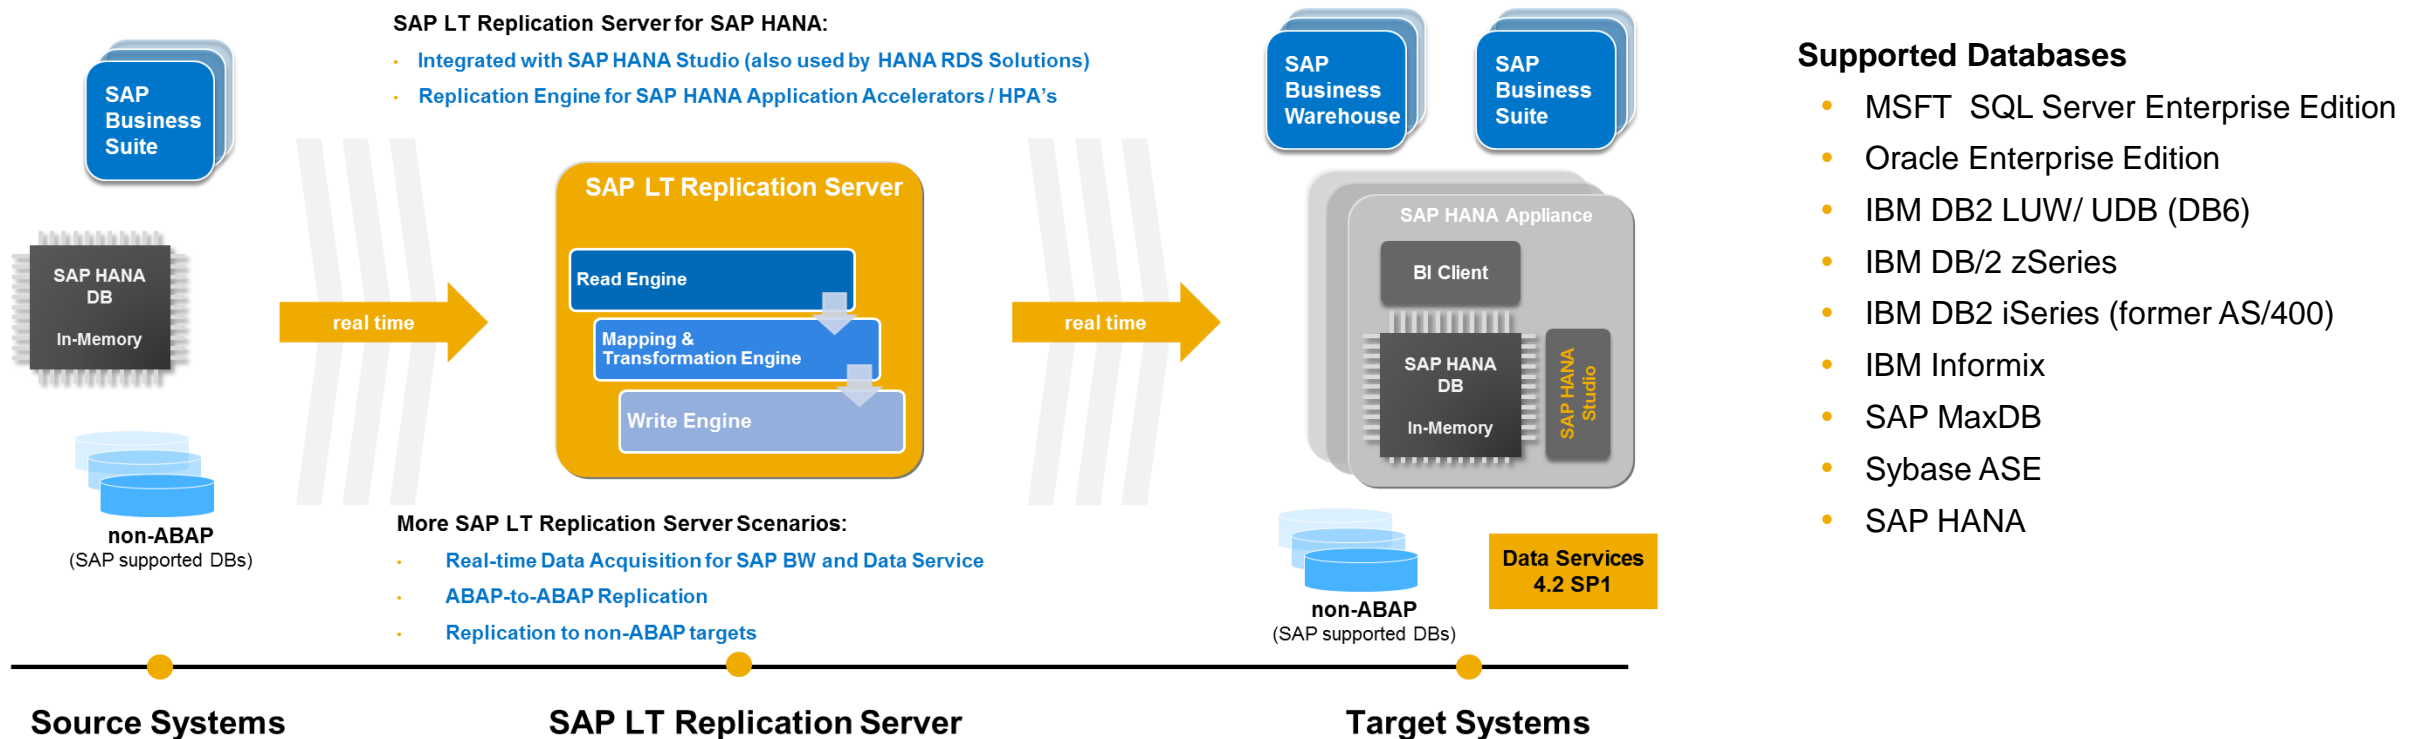 SAP LT Replication Server for SAP HANA:
• Integrated with SAP HANA Studio (also used by HANA RDS Solutions)
• Replication Engine for SAP HANA Application Accelerators / HPA's
SAP
Business
Suite
SAP HANA
DB
In-Memory
non-ABAP
(SAP supported DBs)
real time
SAP LT Replication Server
Read Engine
Mapping &
Transformation Engine
Write Engine
More SAP LT Replication Server Scenarios:
• Real-time Data Acquisition for SAP BW and Data Service
• ABAP-to-ABAP Replication
• Replication to non-ABAP targets
real time
SAP
Business
Warehouse
SAP
Business
Suite
SAP HANA Appliance
BI Client
SAP HANA
DB
In-Memory
SAP HANA
Studio
non-ABAP
(SAP supported DBs)
Data Services
4.2 SP1
Source Systems
SAP LT Replication Server
Target Systems
Supported Databases
• MSFT SQL Server Enterprise Edition
• Oracle Enterprise Edition
• IBM DB2 LUW/ UDB (DB6)
• IBM DB/2 zSeries
• IBM DB2 iSeries (former AS/400)
• IBM Informix
• SAP MaxDB
• Sybase ASE
• SAP HANA